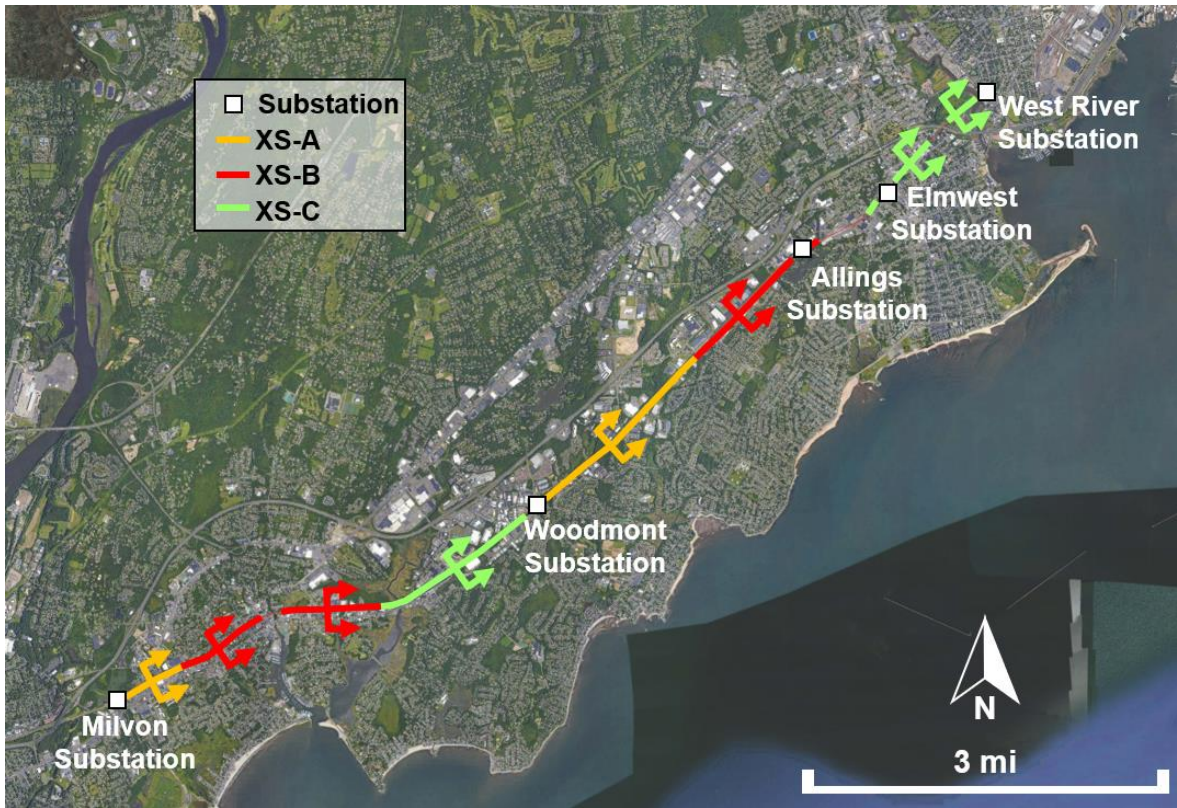 Substation
XS-A
XS-B
XS-C
West River
Substation
Elmwest
Substation
Allings
Substation
Woodmont
Substation
Milvon
Substation
N
3 mi